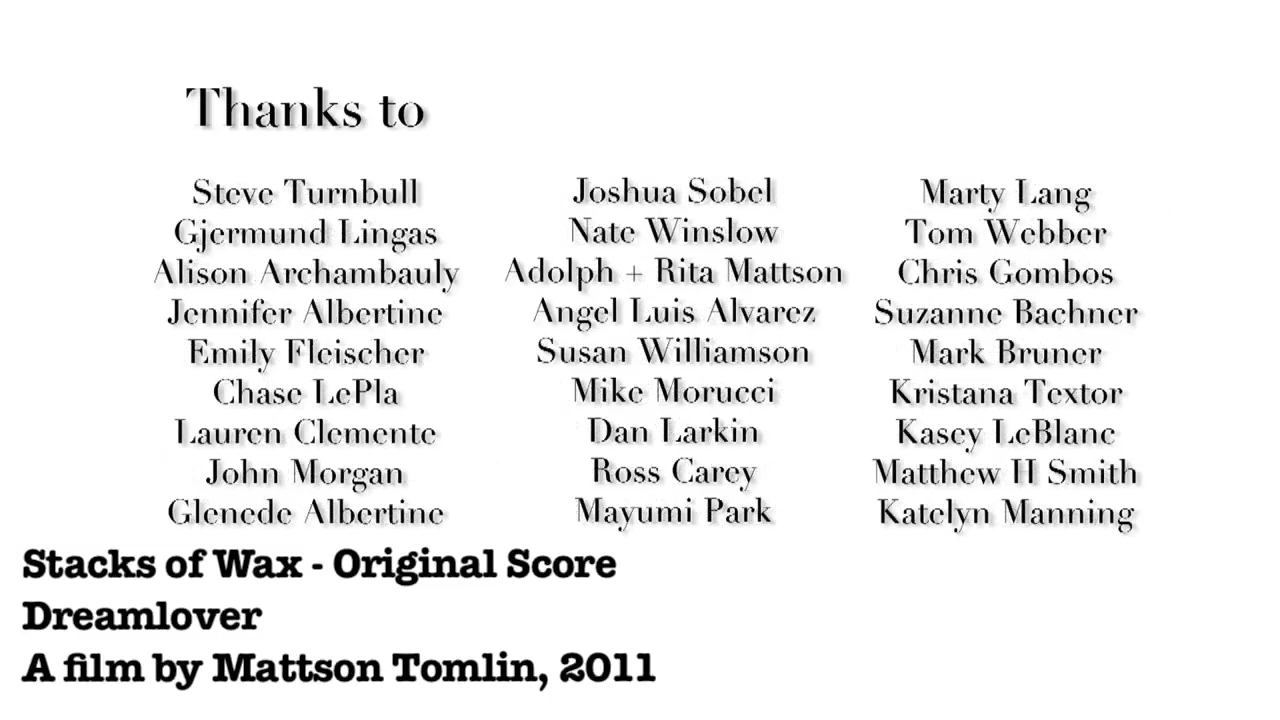 Thanks to
Steve Turnbull
Gjermund Lingas
Alison Archambauly
Jennifer Albertine
Emily Fleischer
Chase LePla
Lauren Clemente
John Morgan
Glenede Albertine
Joshua Sobel
Nate Winslow
Adolph + Rita Mattson
Angel Luis Alvarez
Susan Williamson
Mike Morucci
Dan Larkin
Ross Carey
Mayumi Park
Marty Lang
Tom Webber
Chris Gombos
Suzanne Bachner
Mark Bruner
Kristana Textor
Kasey LeBlanc
Matthew H Smith
Katelyn Manning
Stacks of Wax - Original Score
Dreamlover
A film by Mattson Tomlin, 2011